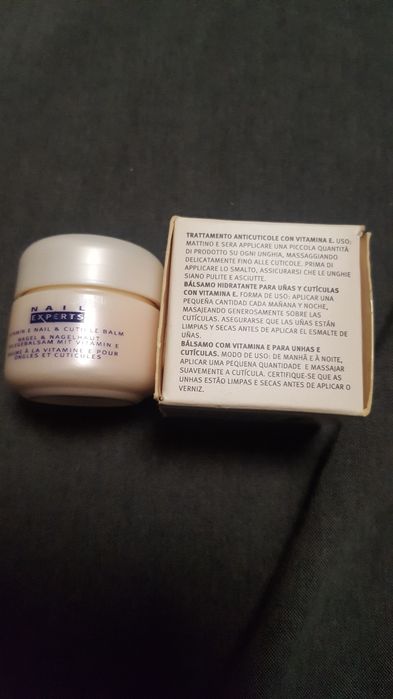 NAIL
EXPERTS
VITAMIN E NAIL & CUTICLE BALM
NAGEL & NAGELHAUT
PFLEGEBALSAM MIT VITAMIN E
BAUME À LA VITAMINE E POUR
ONGLES ET CUTICULES
TRATTAMENTO ANTICUTICOLE CON VITAMINA E. USO:
MATTINO E SERA APPLICARE UNA PICCOLA QUANTITÀ
DI PRODOTTO SU OGNI UNGHIA, MASSAGGIANDO
DELICATAMENTE FINO ALLE CUTICOLE. PRIMA DI
APPLICARE LO SMALTO, ASSICURARSI CHE LE UNGHIE
SIANO PULITE E ASCIUTTE.
BÁLSAMO HIDRATANTE PARA UÑAS Y CUTÍCULAS
CON VITAMINA E. FORMA DE USO: APLICAR UNA
PEQUEÑA CANTIDAD CADA MAÑANA Y NOCHE,
MASAJEANDO GENEROSAMENTE SOBRE LAS
CUTÍCULAS. ASEGURARSE QUE LAS UÑAS ESTÁN
LIMPIAS Y SECAS ANTES DE APLICAR EL ESMALTE DE
UÑAS.
BÁLSAMO COM VITAMINA E PARA UNHAS E
CUTÍCULAS. MODO DE USO: DE MANHÃ E À NOITE,
APLICAR UMA PEQUENA QUANTIDADE E MASSAJAR
SUAVEMENTE A CUTÍCULA. CERTIFIQUE-SE QUE AS
UNHAS ESTÃO LIMPAS E SECAS ANTES DE APLICAR O
VERNIZ.